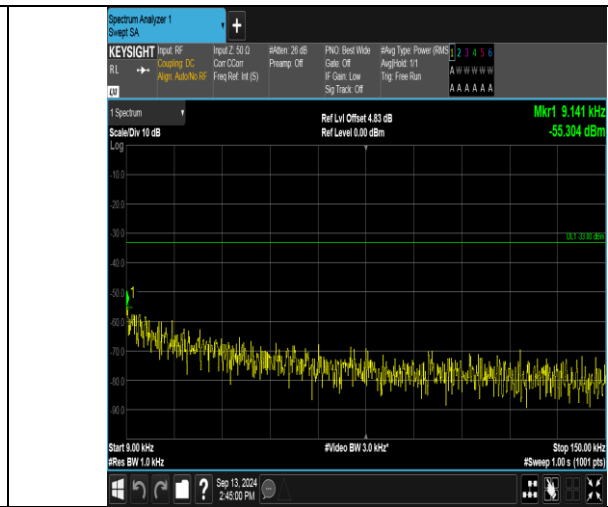 Spectrum Analyzer 1
Swept SA
+
KEYSIGHT Input: RF Input Z: 50 Ω #Atten: 26 dB PNO: Best Wide #Avg Type: Power (RMS 1 2 3 4 5 6
RL Coupling: DC Corr CCorr Preamp: Off Gate: Off Avg|Hold: 1/1 A W W W W W
Align: Auto/No RF Freq Ref: Int (S) IF Gain: Low Trig: Free Run
Sig Track: Off A A A A A A
1 Spectrum Ref Lvl Offset 4.83 dB Mkr1 9.141 kHz
Scale/Div 10 dB Ref Level 0.00 dBm -55.304 dBm
Log
-10.0
-20.0
-30.0
DL1 -33.00 dBm
-40.0
-50.0
1
-60.0
-70.0
-80.0
-90.0
Start 9.00 kHz #Video BW 3.0 kHz* Stop 150.00 kHz
#Res BW 1.0 kHz #Sweep 1.00 s (1001 pts)
? Sep 13, 2024
2:45:00 PM